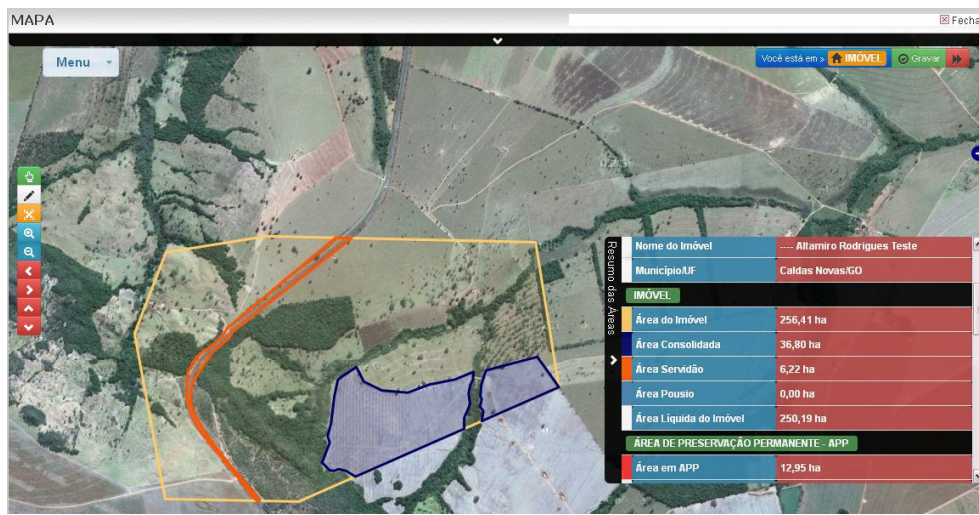 MAPA
Fecha
Menu
Você está em » IMÓVEL Gravar
Resumo das Áreas
Nome do Imóvel ---- Altamiro Rodrigues Teste
Município/UF Caldas Novas/GO
IMÓVEL
Área do Imóvel 256,41 ha
Área Consolidada 36,80 ha
Área Servidão 6,22 ha
Área Pousio 0,00 ha
Área Líquida do Imóvel 250,19 ha
ÁREA DE PRESERVAÇÃO PERMANENTE - APP
Área em APP 12,95 ha